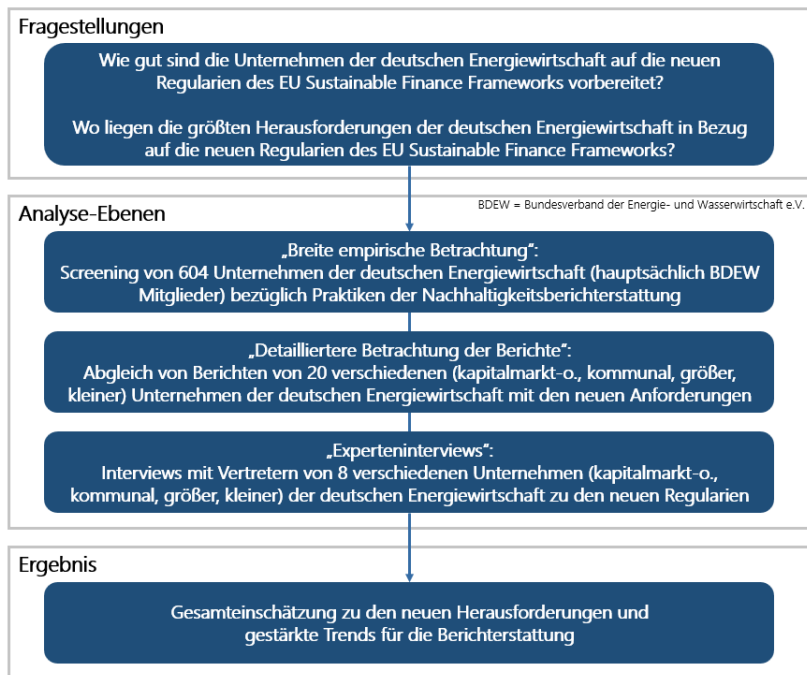 Fragestellungen
Wie gut sind die Unternehmen der deutschen Energiewirtschaft auf die neuen
Regularien des EU Sustainable Finance Frameworks vorbereitet?
Wo liegen die größten Herausforderungen der deutschen Energiewirtschaft in Bezug
auf die neuen Regularien des EU Sustainable Finance Frameworks?
Analyse-Ebenen
BDEW = Bundesverband der Energie- und Wasserwirtschaft e.V.
„Breite empirische Betrachtung“:
Screening von 604 Unternehmen der deutschen Energiewirtschaft (hauptsächlich BDEW
Mitglieder) bezüglich Praktiken der Nachhaltigkeitsberichterstattung
„Detailliertere Betrachtung der Berichte“:
Abgleich von Berichten von 20 verschiedenen (kapitalmarkt-o., kommunal, größer,
kleiner) Unternehmen der deutschen Energiewirtschaft mit den neuen Anforderungen
„Experteninterviews“:
Interviews mit Vertretern von 8 verschiedenen Unternehmen (kapitalmarkt-o.,
kommunal, größer, kleiner) der deutschen Energiewirtschaft zu den neuen Regularien
Ergebnis
Gesamteinschätzung zu den neuen Herausforderungen und
gestärkte Trends für die Berichterstattung